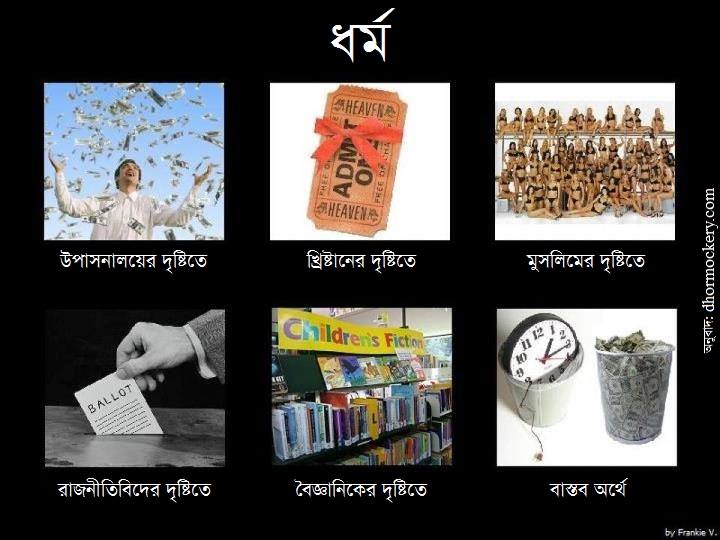 ধর্ম
HEAVEN
ADMIT
ONE
FREE OF CHARGE
HEAVEN
উপাসনালয়ের দৃষ্টিতে
খ্রিষ্টানের দৃষ্টিতে
মুসলিমের দৃষ্টিতে
BALLOT
Children's Fiction
12
রাজনীতিবিদের দৃষ্টিতে
বৈজ্ঞানিকের দৃষ্টিতে
বাস্তব অর্থে
অনুবাদ: dhormockery.com
by Frankie V.